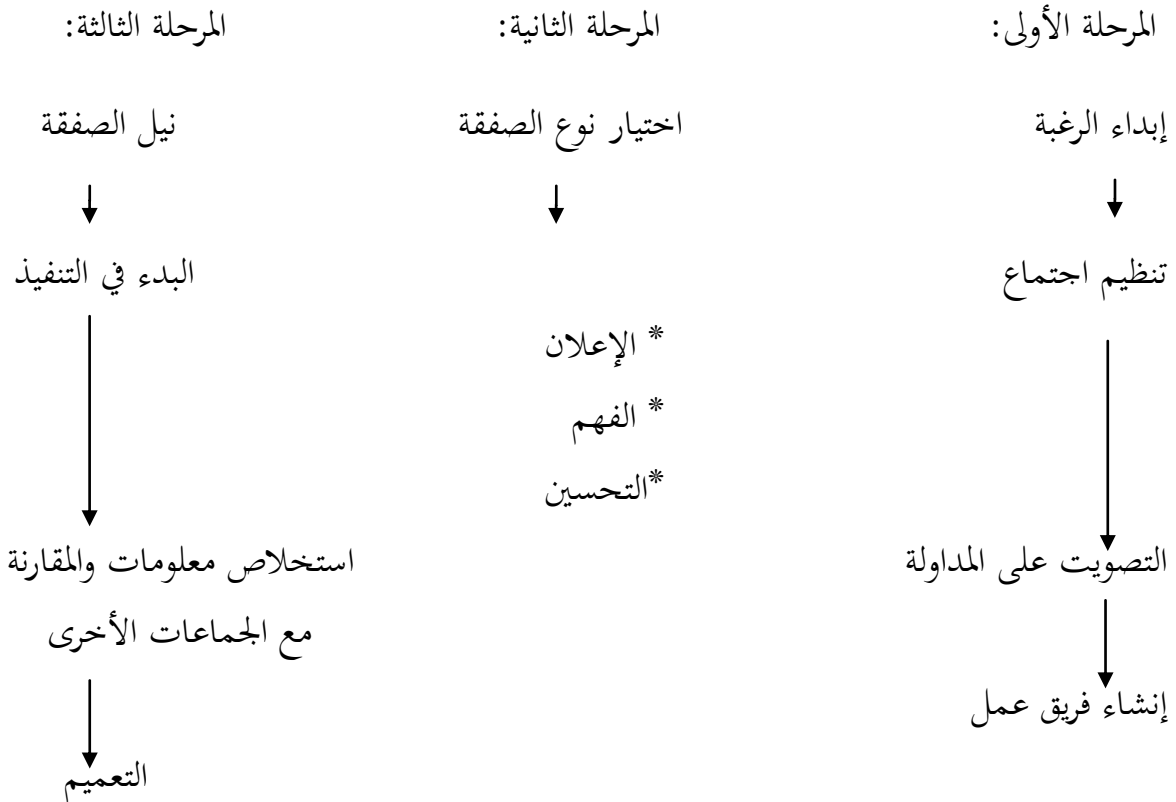 المرحلة الأولى:
إبداء الرغبة
تنظيم اجتماع
التصويت على المداولة
إنشاء فريق عمل
المرحلة الثانية:
اختيار نوع الصفقة
* الإعلان
* الفهم
*التحسين
المرحلة الثالثة:
نيل الصفقة
البدء في التنفيذ
استخلاص معلومات والمقارنة
مع الجماعات الأخرى
التعميم